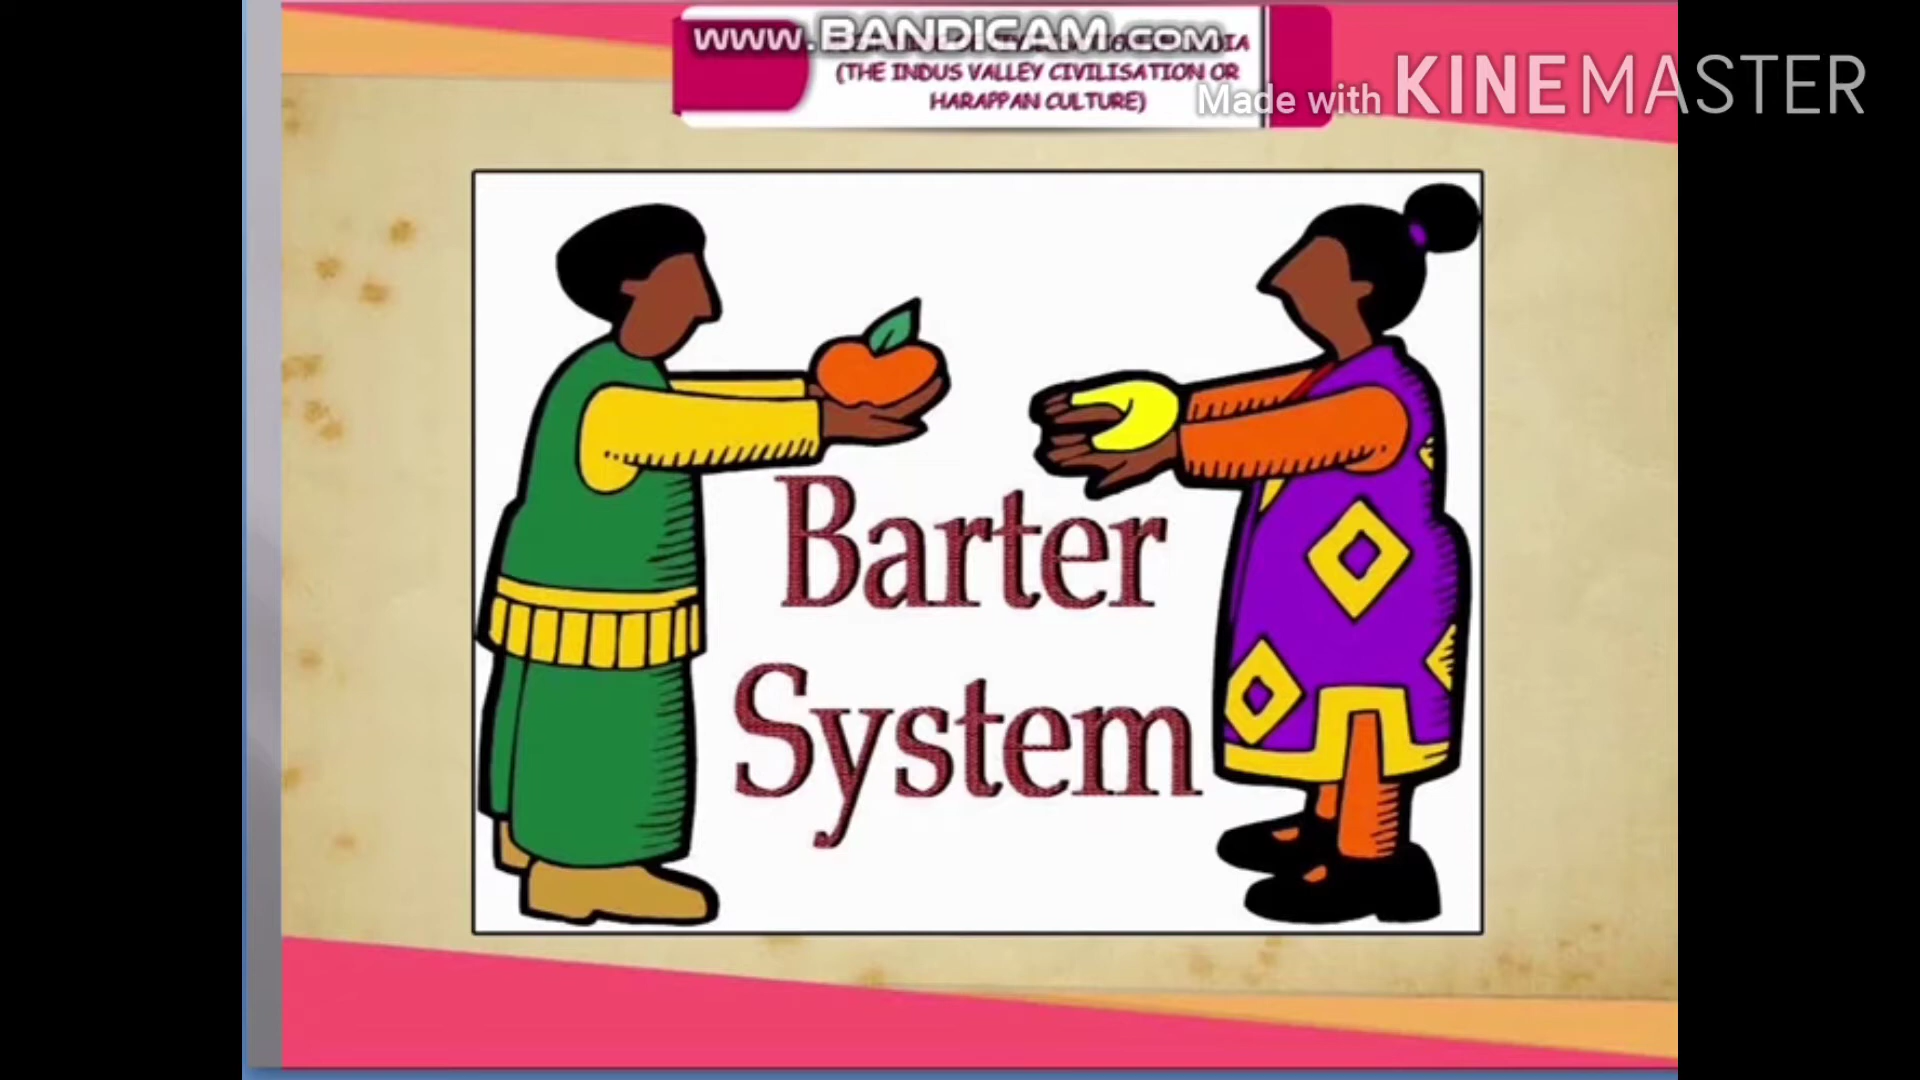 www.BANDICAM.com
(THE INDUS VALLEY CIVILISATION OR
HARAPPAN CULTURE)
Made with KINEMASTER
Barter
System